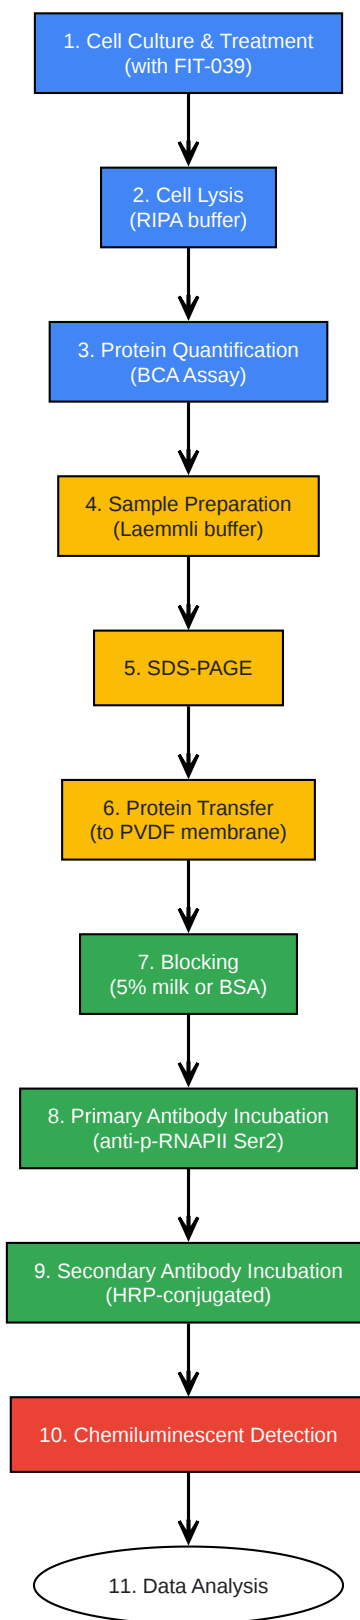 1. Cell Culture & Treatment
(with FIT-039)
2. Cell Lysis
(RIPA buffer)
3. Protein Quantification
(BCA Assay)
4. Sample Preparation
(Laemmli buffer)
5. SDS-PAGE
6. Protein Transfer
(to PVDF membrane)
7. Blocking
(5% milk or BSA)
8. Primary Antibody Incubation
(anti-p-RNAPII Ser2)
9. Secondary Antibody Incubation
(HRP-conjugated)
10. Chemiluminescent Detection
11. Data Analysis